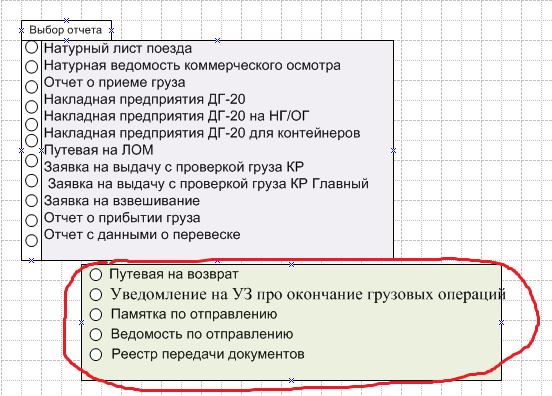 Выбор отчета
Натурный лист поезда
Натурная ведомость коммерческого осмотра
Отчет о приеме груза
Накладная предприятия ДГ-20
Накладная предприятия ДГ-20 на НГ/ОГ
Накладная предприятия ДГ-20 для контейнеров
Путевая на ЛОМ
Заявка на выдачу с проверкой груза КР
Заявка на выдачу с проверкой груза КР Главный
Заявка на взвешивание
Отчет о прибытии груза
Отчет с данными о перевеске
Путевая на возврат
Уведомление на УЗ про окончание грузовых операций
Памятка по отправлению
Ведомость по отправлению
Реестр передачи документов